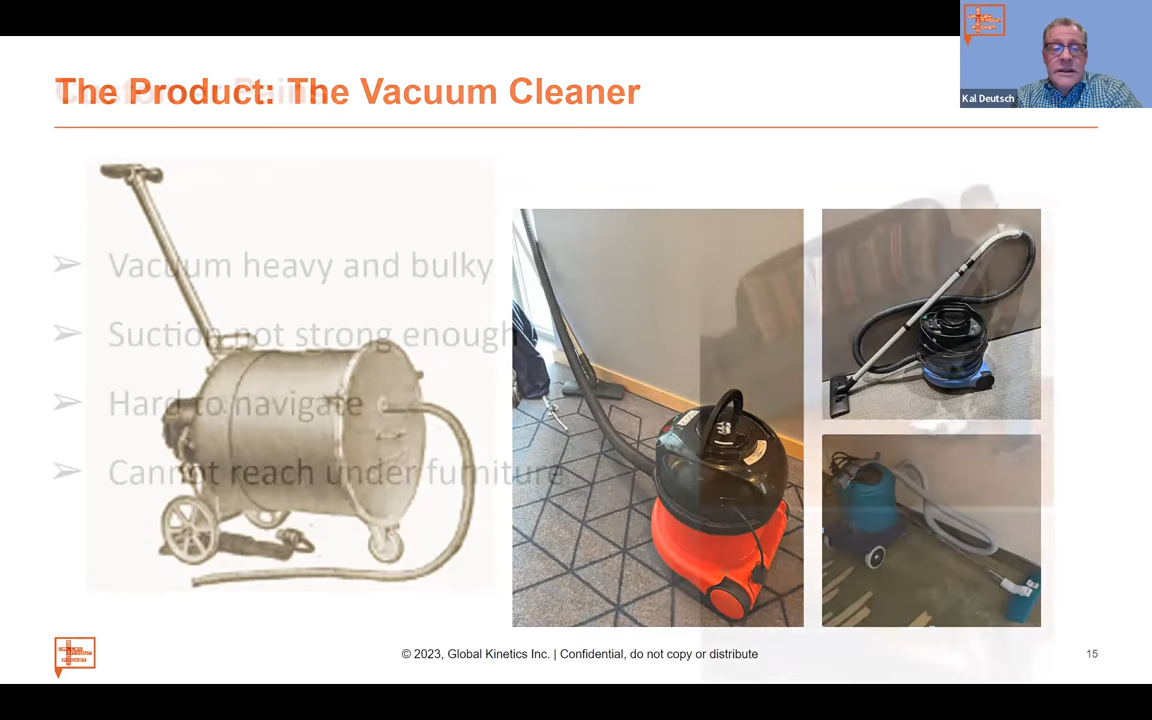 The Product: The Vacuum Cleaner
Kal Deutsch
➢ Vacuum heavy and bulky
➢ Suction not strong enough
➢ Hard to navigate
➢ Cannot reach under furniture
© 2023, Global Kinetics Inc. | Confidential, do not copy or distribute
15